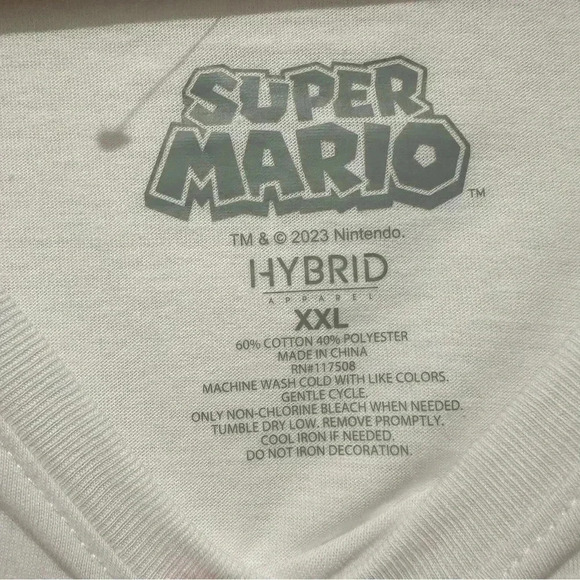 SUPER
MARIO™
TM & © 2023 Nintendo.
HYBRID
APPAREL
XXL
60% COTTON 40% POLYESTER
MADE IN CHINA
RN#117508
MACHINE WASH COLD WITH LIKE COLORS.
GENTLE CYCLE.
ONLY NON-CHLORINE BLEACH WHEN NEEDED.
TUMBLE DRY LOW. REMOVE PROMPTLY.
COOL IRON IF NEEDED.
DO NOT IRON DECORATION.